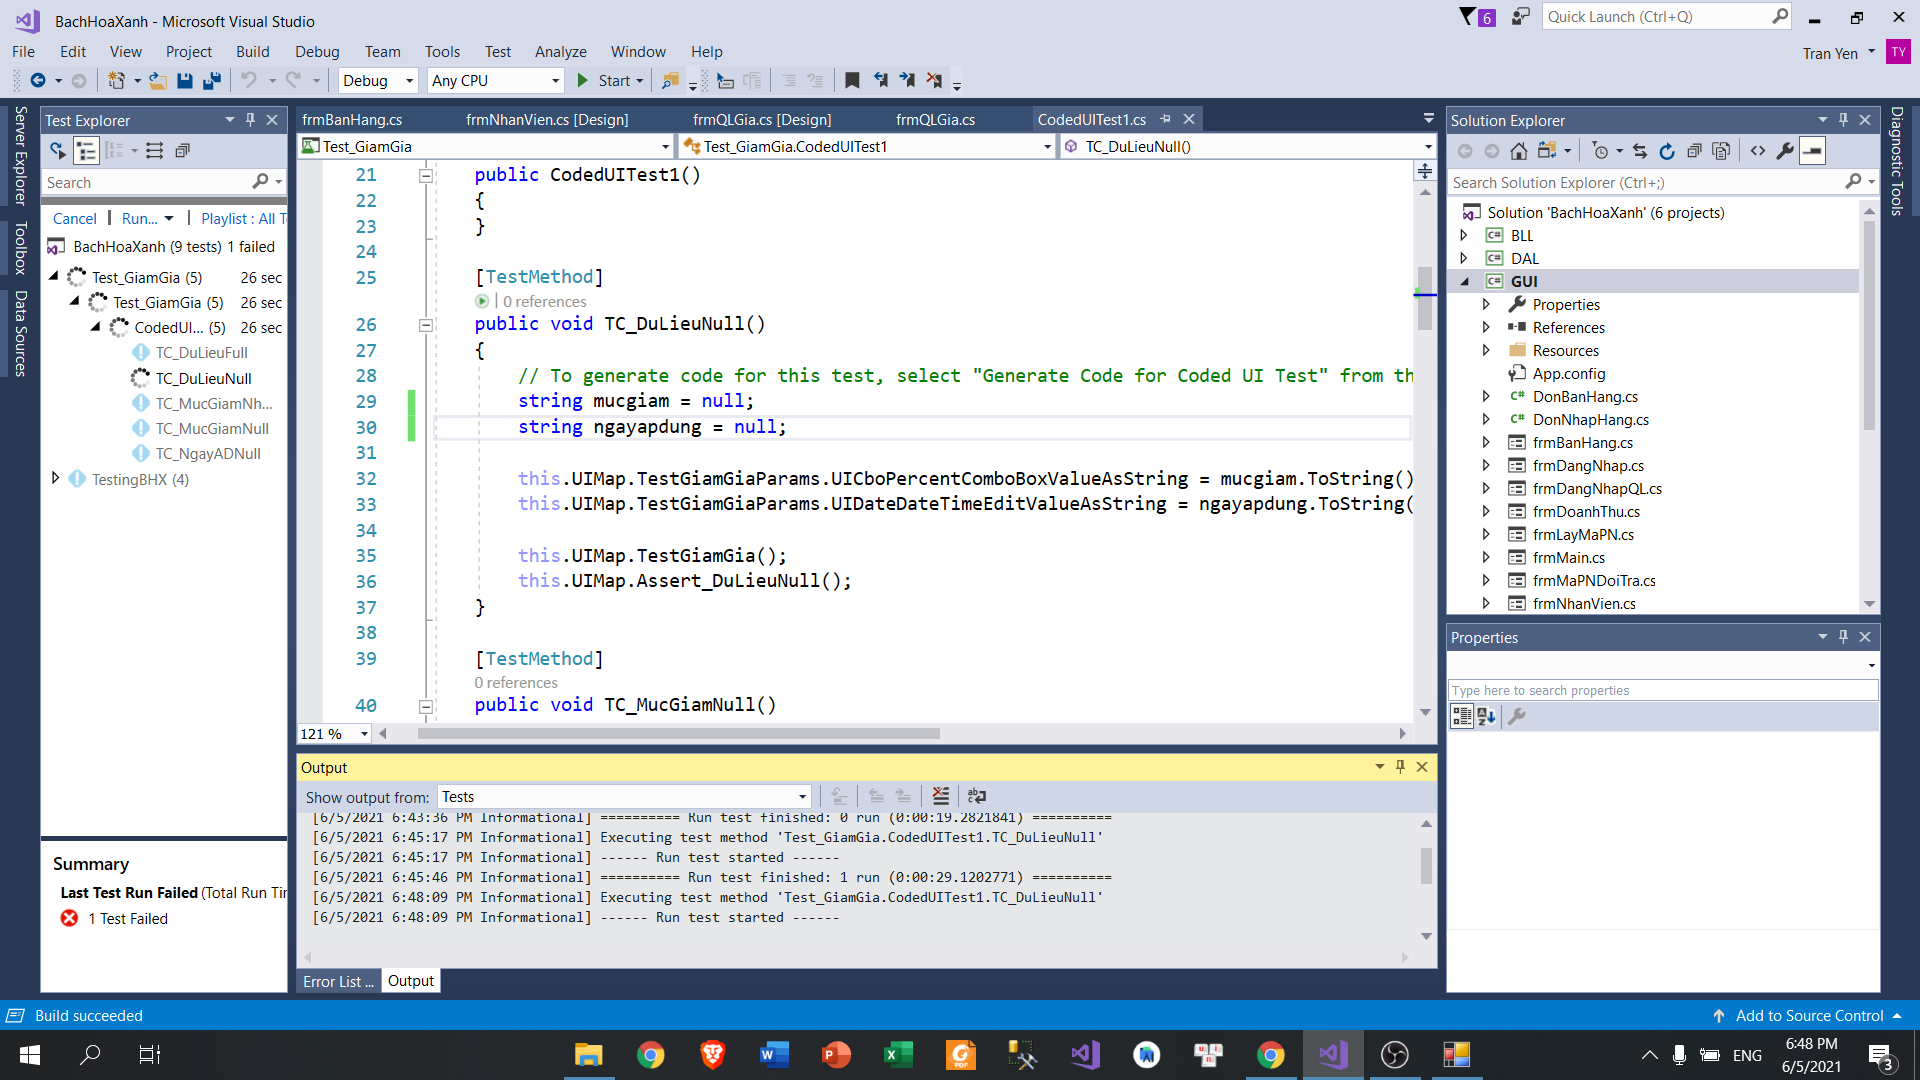 BachHoaXanh - Microsoft Visual Studio
6
Quick Launch (Ctrl+Q)
File Edit View Project Build Debug Team Tools Test Analyze Window Help
Tran Yen
TY
Debug
Any CPU
Start
Server Explorer
Toolbox
Data Sources
Test Explorer
Search
Cancel | Run... | Playlist : All T
BachHoaXanh (9 tests) 1 failed
Test_GiamGia (5) 26 sec
Test_GiamGia (5) 26 sec
CodedUI... (5) 26 sec
TC_DuLieuFull
TC_DuLieuNull
TC_MucGiamNh...
TC_MucGiamNull
TC_NgayADNull
TestingBHX (4)
Summary
Last Test Run Failed (Total Run Tir
1 Test Failed
frmBanHang.cs
frmNhanVien.cs [Design]
frmQLGia.cs [Design]
frmQLGia.cs
CodedUITest1.cs
Test_GiamGia
Test_GiamGia.CodedUITest1
TC_DuLieuNull()
21 public CodedUITest1()
22 {
23 }
24
25 [TestMethod]
| 0 references
26 public void TC_DuLieuNull()
27 {
28 // To generate code for this test, select "Generate Code for Coded UI Test" from th
29 string mucgiam = null;
30 string ngayapdung = null;
31
32 this.UIMap.TestGiamGiaParams.UICboPercentComboBoxValueAsString = mucgiam.ToString()
33 this.UIMap.TestGiamGiaParams.UIDateDateTimeEditValueAsString = ngayapdung.ToString(
34
35 this.UIMap.TestGiamGia();
36 this.UIMap.Assert_DuLieuNull();
37 }
38
39 [TestMethod]
0 references
40 public void TC_MucGiamNull()
121 %
Output
Show output from: Tests
[6/5/2021 6:43:36 PM Informational] ========== Run test finished: 0 run (0:00:19.2821841) ==========
[6/5/2021 6:45:17 PM Informational] Executing test method 'Test_GiamGia.CodedUITest1.TC_DuLieuNull'
[6/5/2021 6:45:17 PM Informational] ------ Run test started ------
[6/5/2021 6:45:46 PM Informational] ========== Run test finished: 1 run (0:00:29.1202771) ==========
[6/5/2021 6:48:09 PM Informational] Executing test method 'Test_GiamGia.CodedUITest1.TC_DuLieuNull'
[6/5/2021 6:48:09 PM Informational] ------ Run test started ------
Error List ...
Output
Solution Explorer
Search Solution Explorer (Ctrl+;)
Solution 'BachHoaXanh' (6 projects)
BLL
DAL
GUI
Properties
References
Resources
App.config
DonBanHang.cs
DonNhapHang.cs
frmBanHang.cs
frmDangNhap.cs
frmDangNhapQL.cs
frmDoanhThu.cs
frmLayMaPN.cs
frmMain.cs
frmMaPNDoiTra.cs
frmNhanVien.cs
Properties
Type here to search properties
Diagnostic Tools
Build succeeded
Add to Source Control
ENG
6:48 PM
6/5/2021
3